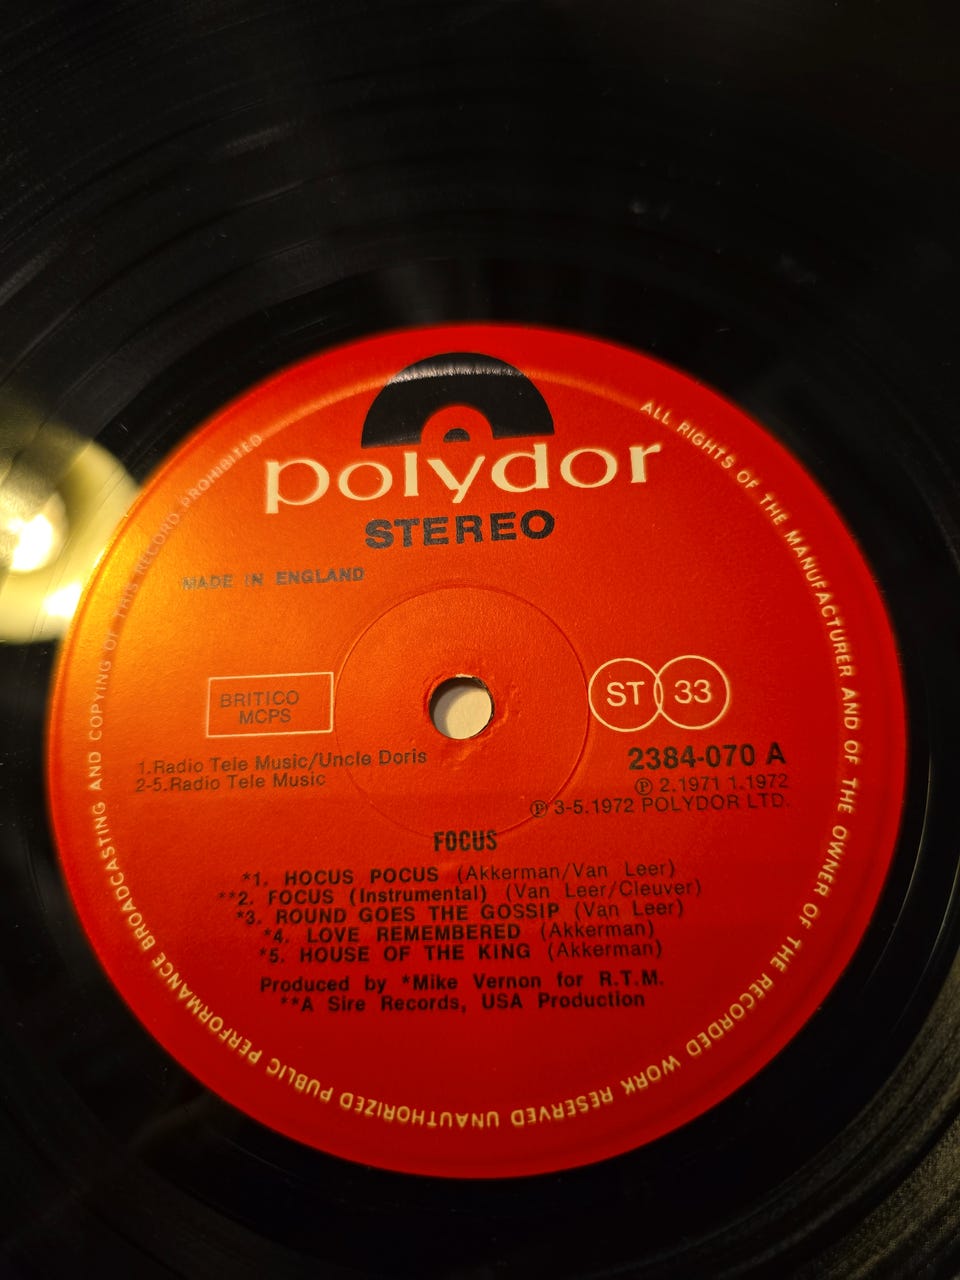 polydor
STEREO
MADE IN ENGLAND
BRITICO
MCPS
ST 33
1.Radio Tele Music/Uncle Doris
2-5.Radio Tele Music
2384-070 A
℗ 2.1971 1.1972
℗ 3-5.1972 POLYDOR LTD.
FOCUS
*1. HOCUS POCUS (Akkerman/Van Leer)
**2. FOCUS (Instrumental) (Van Leer/Cleuver)
*3. ROUND GOES THE GOSSIP (Van Leer)
*4. LOVE REMEMBERED (Akkerman)
*5. HOUSE OF THE KING (Akkerman)
Produced by *Mike Vernon for R.T.M.
**A Sire Records, USA Production
ALL RIGHTS OF THE MANUFACTURER AND OF THE OWNER OF THE RECORDED WORK RESERVED UNAUTHORIZED PUBLIC PERFORMANCE BROADCASTING AND COPYING OF THIS RECORD PROHIBITED